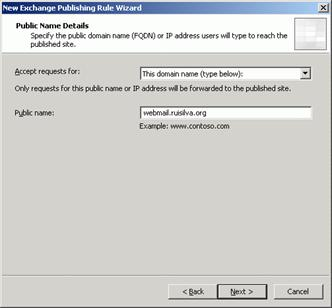 New Exchange Publishing Rule Wizard
Public Name Details
Specify the public domain name (FQDN) or IP address users will type to reach the
published site.
Accept requests for: This domain name (type below):
Only requests for this public name or IP address will be forwarded to the published site.
Public name: webmail.ruisilva.org
Example: www.contoso.com
< Back Next > Cancel